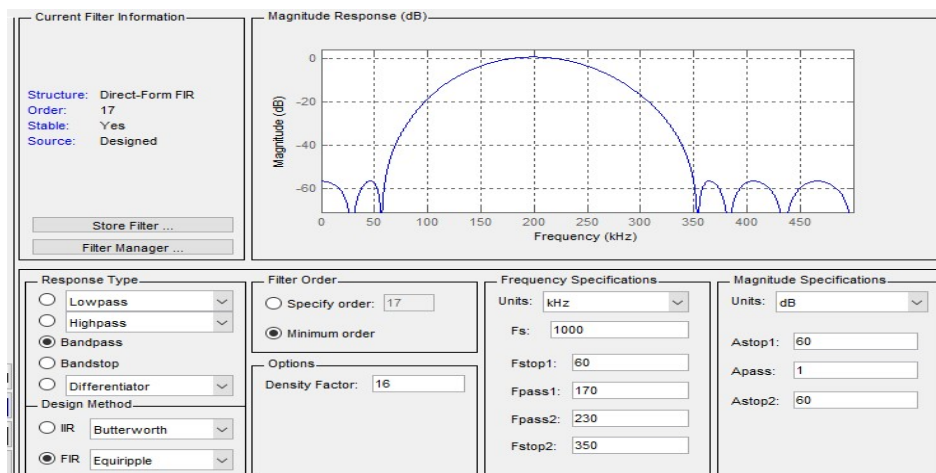 Current Filter Information
Structure: Direct-Form FIR
Order: 17
Stable: Yes
Source: Designed
Store Filter ...
Filter Manager ...
Magnitude Response (dB)
0
-20
-40
-60
Magnitude (dB)
0 50 100 150 200 250 300 350 400 450
Frequency (kHz)
Response Type
Lowpass
Highpass
Bandpass
Bandstop
Differentiator
Design Method
IIR Butterworth
FIR Equiripple
Filter Order
Specify order: 17
Minimum order
Options
Density Factor: 16
Frequency Specifications
Units: kHz
Fs: 1000
Fstop1: 60
Fpass1: 170
Fpass2: 230
Fstop2: 350
Magnitude Specifications
Units: dB
Astop1: 60
Apass: 1
Astop2: 60